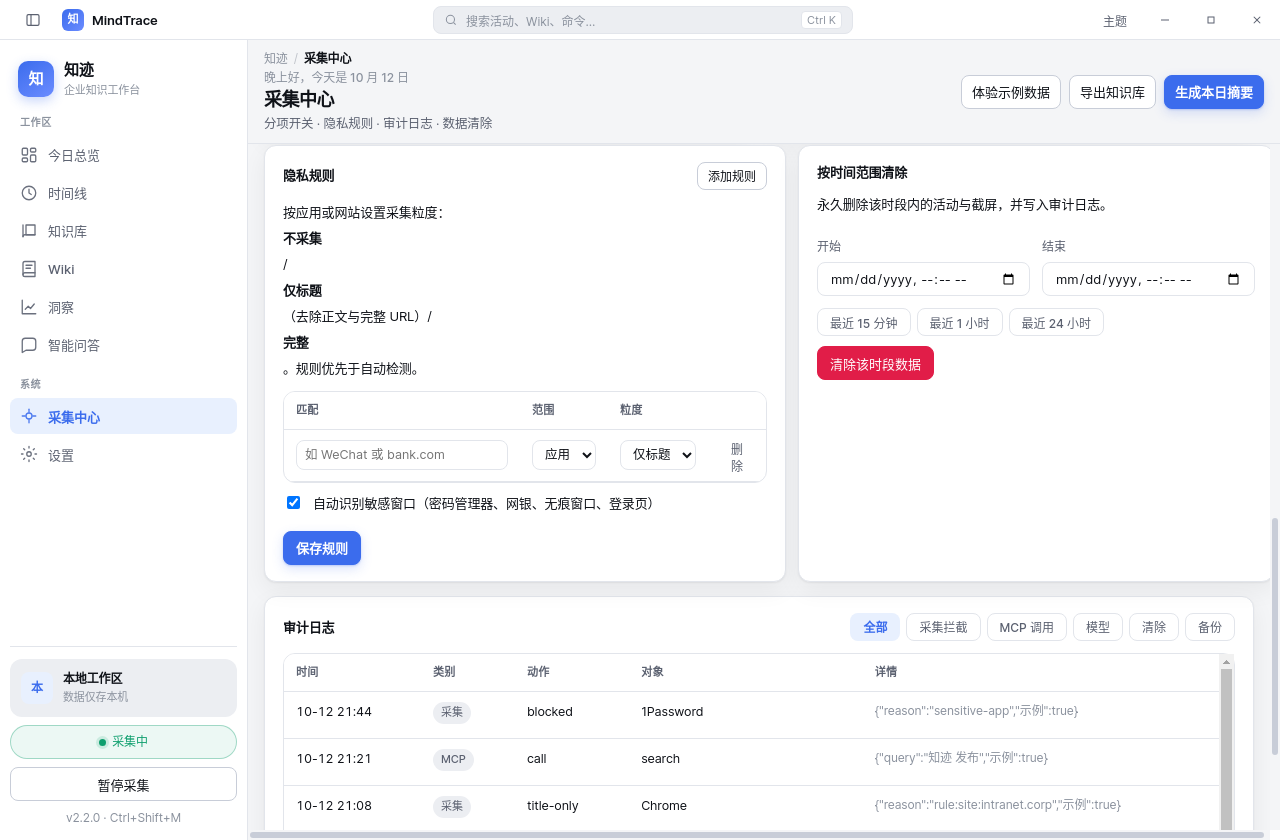 知 MindTrace
搜索活动、Wiki、命令... Ctrl K
主题
知
知迹
企业知识工作台
工作区
今日总览
时间线
知识库
Wiki
洞察
智能问答
系统
采集中心
设置
本
本地工作区
数据仅存本机
采集中
暂停采集
v2.2.0 · Ctrl+Shift+M
知迹 / 采集中心
晚上好，今天是 10 月 12 日
采集中心
分项开关 · 隐私规则 · 审计日志 · 数据清除
体验示例数据 导出知识库 生成本日摘要
隐私规则 添加规则
按应用或网站设置采集粒度：
不采集
/
仅标题
（去除正文与完整 URL）/
完整
。规则优先于自动检测。
匹配 范围 粒度
如 WeChat 或 bank.com 应用 仅标题 删除
自动识别敏感窗口（密码管理器、网银、无痕窗口、登录页）
保存规则
按时间范围清除
永久删除该时段内的活动与截屏，并写入审计日志。
开始 结束
mm/dd/yyyy, --:-- -- mm/dd/yyyy, --:-- --
最近 15 分钟 最近 1 小时 最近 24 小时
清除该时段数据
审计日志 全部 采集拦截 MCP 调用 模型 清除 备份
时间 类别 动作 对象 详情
10-12 21:44 采集 blocked 1Password {"reason":"sensitive-app","示例":true}
10-12 21:21 MCP call search {"query":"知迹 发布","示例":true}
10-12 21:08 采集 title-only Chrome {"reason":"rule:site:intranet.corp","示例":true}